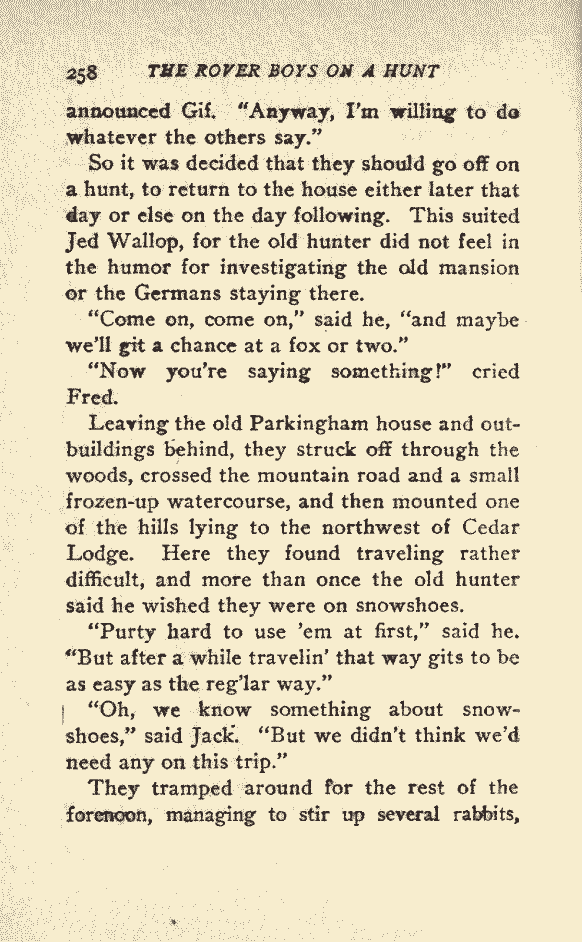 258 THE ROVER BOYS ON A HUNT
announced Gif. "Anyway, I'm willing to do
whatever the others say."
So it was decided that they should go off on
a hunt, to return to the house either later that
day or else on the day following. This suited
Jed Wallop, for the old hunter did not feel in
the humor for investigating the old mansion
or the Germans staying there.
"Come on, come on," said he, "and maybe
we'll git a chance at a fox or two."
"Now you're saying something!" cried
Fred.
Leaving the old Parkingham house and out-
buildings behind, they struck off through the
woods, crossed the mountain road and a small
frozen-up watercourse, and then mounted one
of the hills lying to the northwest of Cedar
Lodge. Here they found traveling rather
difficult, and more than once the old hunter
said he wished they were on snowshoes.
"Purty hard to use 'em at first," said he.
"But after a while travelin' that way gits to be
as easy as the reg'lar way."
"Oh, we know something about snow-
shoes," said Jack. "But we didn't think we'd
need any on this trip."
They tramped around for the rest of the
forenoon, managing to stir up several rabbits,